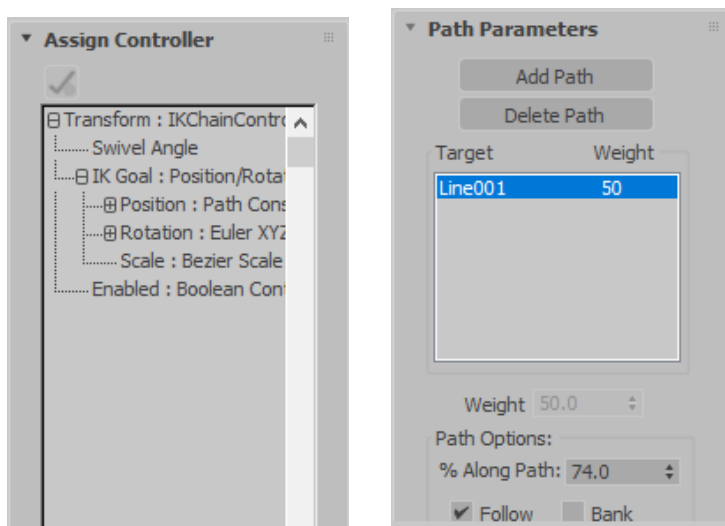 Assign Controller
Transform : IKChainContro
Swivel Angle
IK Goal : Position/Rota
Position : Path Cons
Rotation : Euler XYZ
Scale : Bezier Scale
Enabled : Boolean Con
Path Parameters
Add Path
Delete Path
Target Weight
Line001 50
Weight 50.0
Path Options:
% Along Path: 74.0
Follow Bank